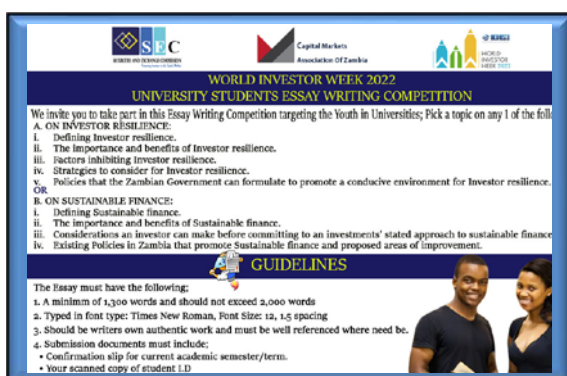 SEC
SECURITIES AND EXCHANGE COMMISSION
Capital Markets
Association Of Zambia
WORLD
INVESTOR
WEEK 2022
WORLD INVESTOR WEEK 2022
UNIVERSITY STUDENTS ESSAY WRITING COMPETITION
We invite you to take part in this Essay Writing Competition targeting the Youth in Universities; Pick a topic on any 1 of the follo
A. ON INVESTOR RESILIENCE:
i. Defining Investor resilience.
ii. The importance and benefits of Investor resilience.
iii. Factors inhibiting Investor resilience.
iv. Strategies to consider for Investor resilience.
v. Policies that the Zambian Government can formulate to promote a conducive environment for Investor resilience.
OR
B. ON SUSTAINABLE FINANCE:
i. Defining Sustainable finance.
ii. The importance and benefits of Sustainable finance.
iii. Considerations an investor can make before committing to an investments' stated approach to sustainable finance
iv. Existing Policies in Zambia that promote Sustainable finance and proposed areas of improvement.
GUIDELINES
The Essay must have the following;
1. A minimm of 1,300 words and should not exceed 2,000 words
2. Typed in font type: Times New Roman, Font Size: 12, 1.5 spacing
3. Should be writers own authentic work and must be well referenced where need be.
4. Submission documents must include;
• Confirmation slip for current academic semester/term.
• Your scanned copy of student I.D